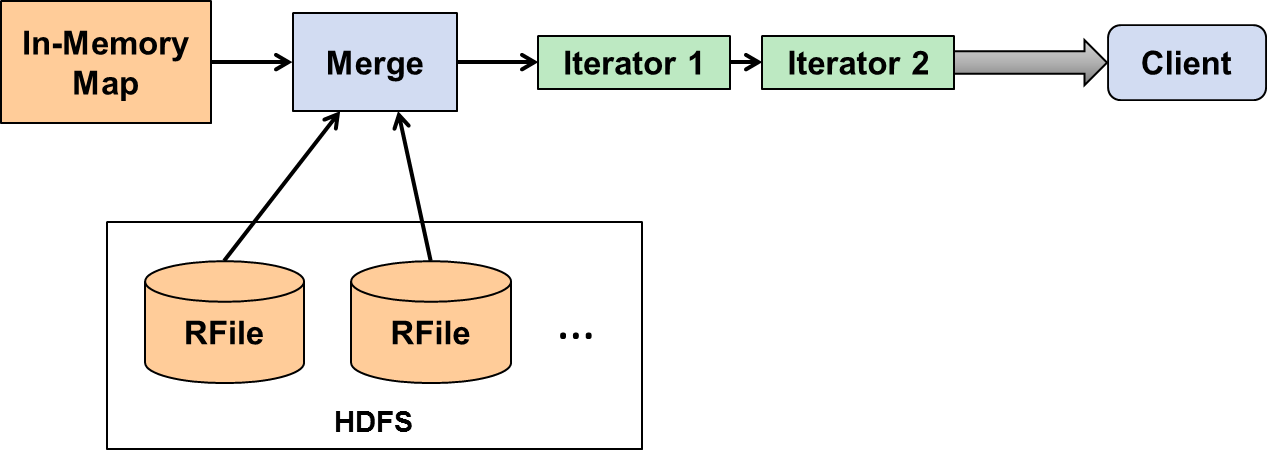 In-Memory
Map
Merge
Iterator 1
Iterator 2
Client
RFile
RFile
...
HDFS